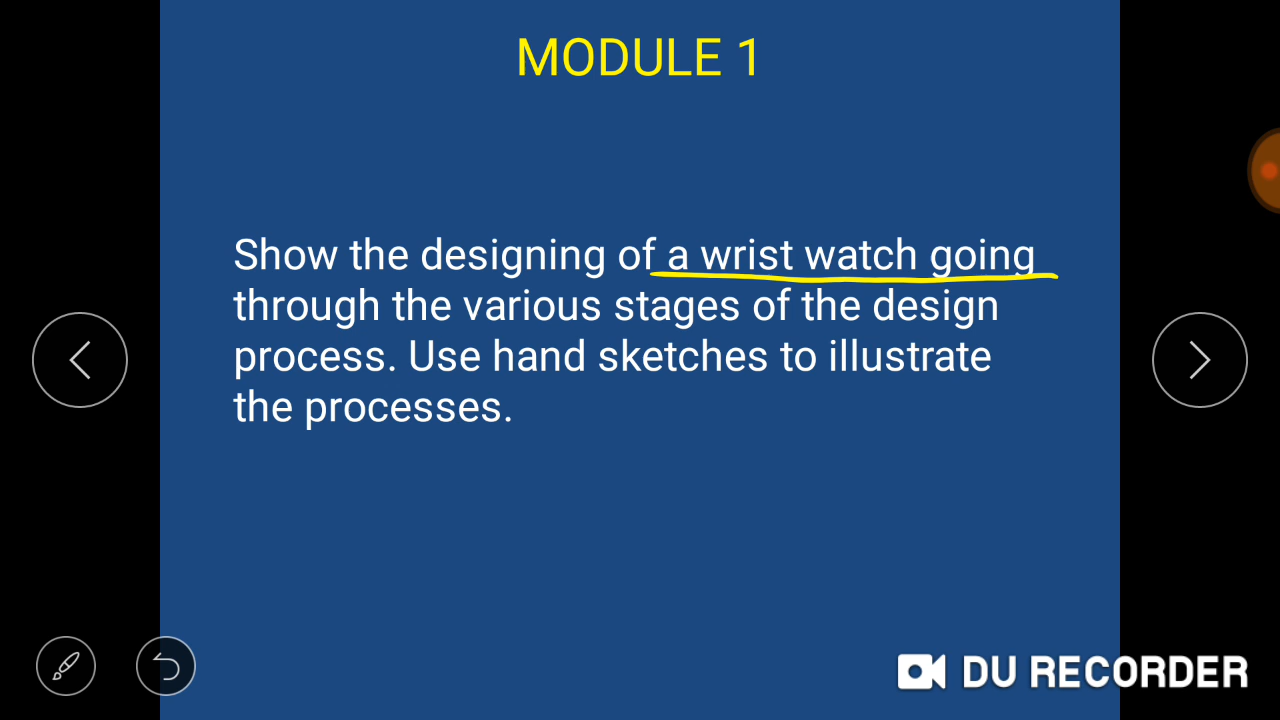 MODULE 1
Show the designing of a wrist watch going
through the various stages of the design
process. Use hand sketches to illustrate
the processes.
DU RECORDER